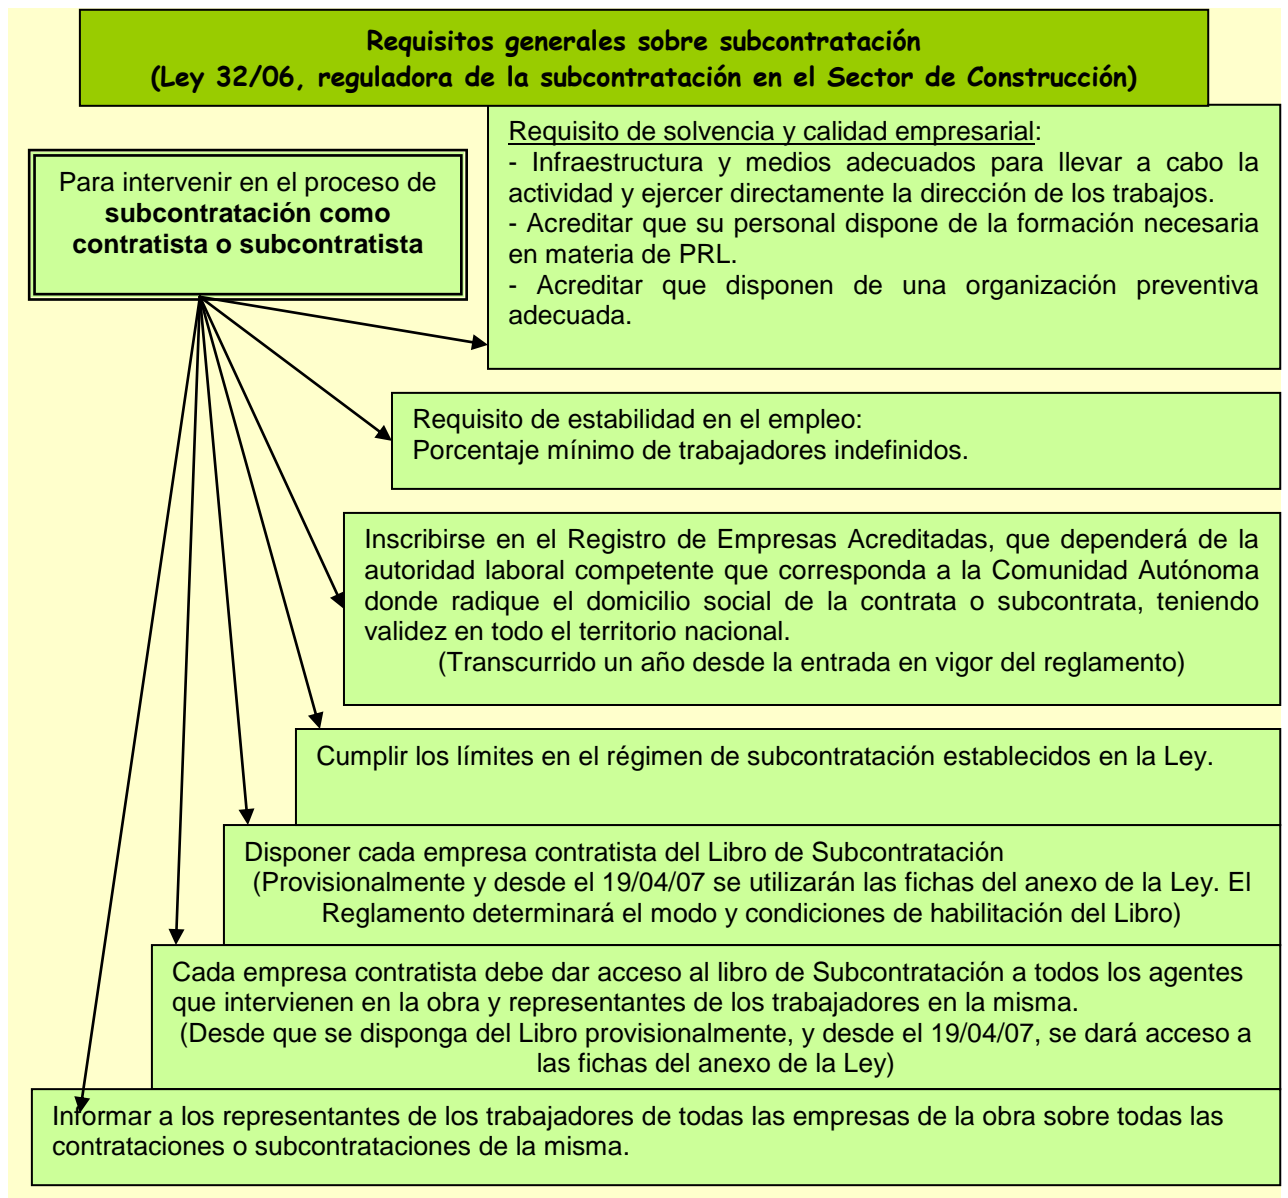 Requisitos generales sobre subcontratación
(Ley 32/06, reguladora de la subcontratación en el Sector de Construcción)
Para intervenir en el proceso de
subcontratación como
contratista o subcontratista
Requisito de solvencia y calidad empresarial:
- Infraestructura y medios adecuados para llevar a cabo la
actividad y ejercer directamente la dirección de los trabajos.
- Acreditar que su personal dispone de la formación necesaria
en materia de PRL.
- Acreditar que disponen de una organización preventiva
adecuada.
Requisito de estabilidad en el empleo:
Porcentaje mínimo de trabajadores indefinidos.
Inscribirse en el Registro de Empresas Acreditadas, que dependerá de la
autoridad laboral competente que corresponda a la Comunidad Autónoma
donde radique el domicilio social de la contrata o subcontrata, teniendo
validez en todo el territorio nacional.
(Transcurrido un año desde la entrada en vigor del reglamento)
Cumplir los límites en el régimen de subcontratación establecidos en la Ley.
Disponer cada empresa contratista del Libro de Subcontratación
(Provisionalmente y desde el 19/04/07 se utilizarán las fichas del anexo de la Ley. El
Reglamento determinará el modo y condiciones de habilitación del Libro)
Cada empresa contratista debe dar acceso al libro de Subcontratación a todos los agentes
que intervienen en la obra y representantes de los trabajadores en la misma.
(Desde que se disponga del Libro provisionalmente, y desde el 19/04/07, se dará acceso a
las fichas del anexo de la Ley)
Informar a los representantes de los trabajadores de todas las empresas de la obra sobre todas las
contrataciones o subcontrataciones de la misma.